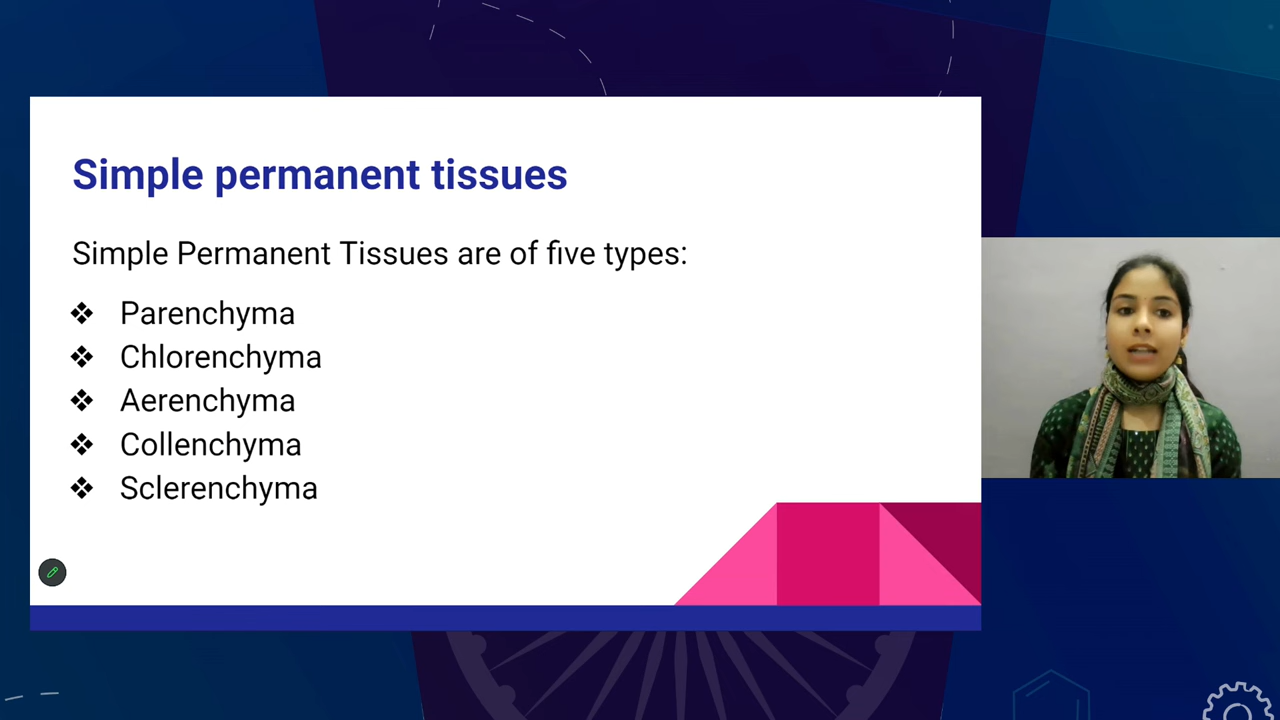 Simple permanent tissues
Simple Permanent Tissues are of five types:
❖ Parenchyma
❖ Chlorenchyma
❖ Aerenchyma
❖ Collenchyma
❖ Sclerenchyma